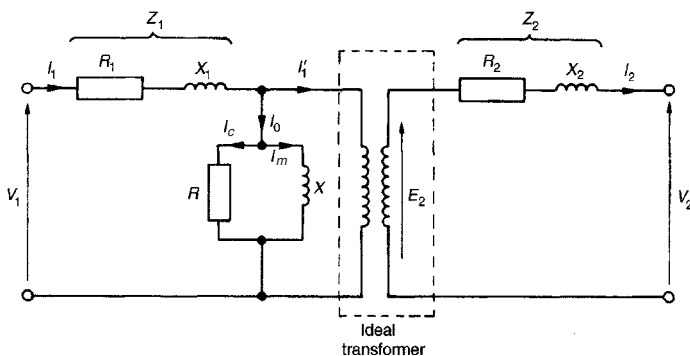 Z1
Z2
I1
R1
X1
I1'
R2
X2
I2
I0
Ic
Im
V1
R
X
E2
V2
Ideal
transformer